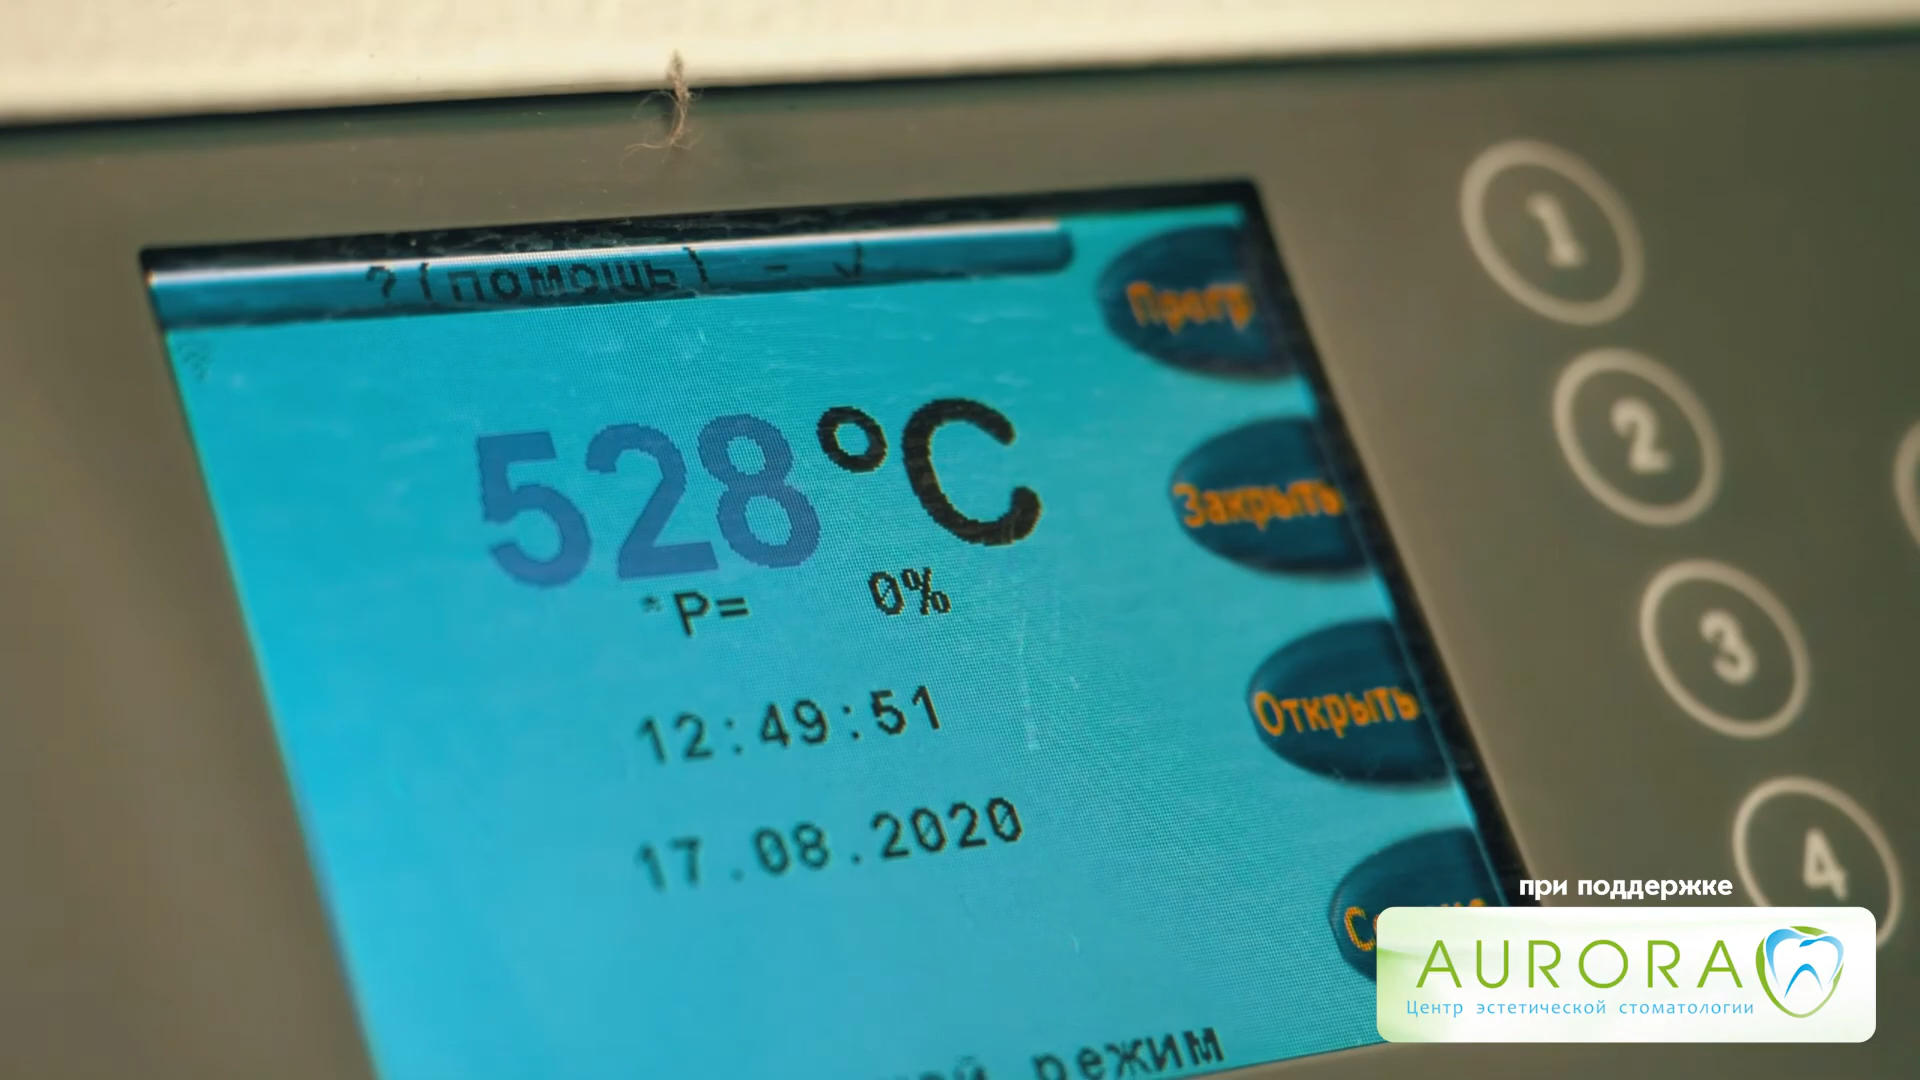 ?(помощь) - √
Прогр
528°C
Закрыть
*P= 0%
12:49:51
Открыть
17.08.2020
режим
1
2
3
4
при поддержке
AURORA
Центр эстетической стоматологии